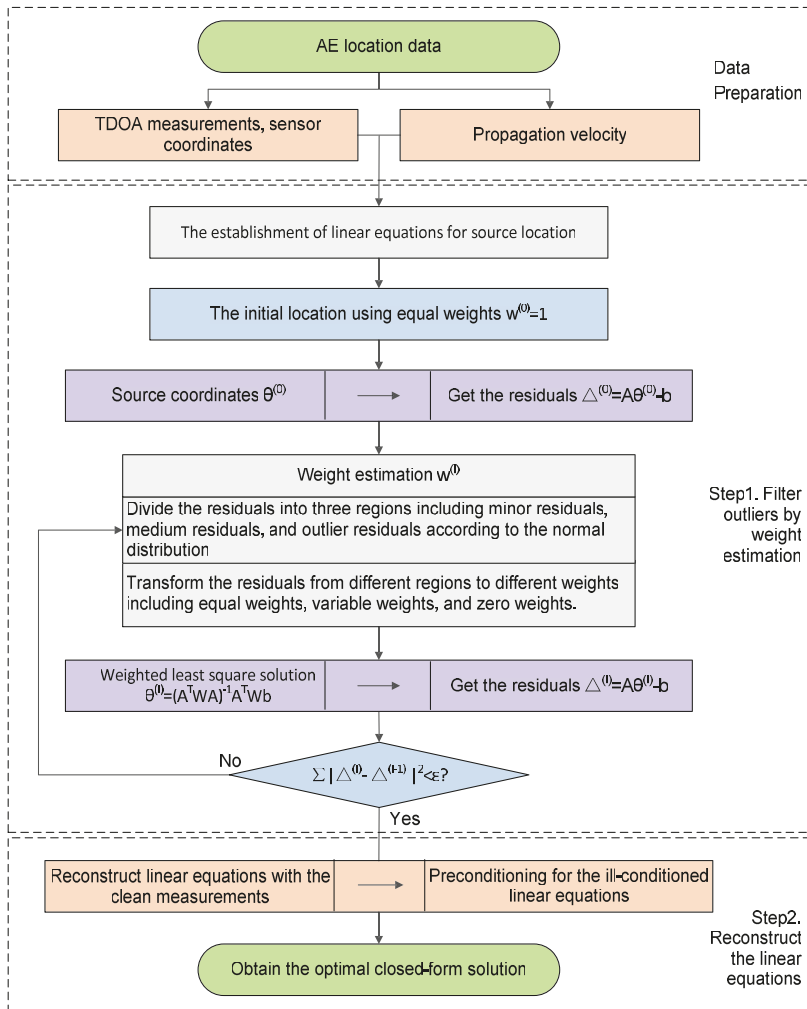 AE location data
Data
Preparation
TDOA measurements, sensor
coordinates
Propagation velocity
The establishment of linear equations for source location
The initial location using equal weights w⁽⁰⁾=1
Source coordinates θ⁽⁰⁾
Get the residuals △⁽⁰⁾=Aθ⁽⁰⁾-b
Weight estimation w⁽ˡ⁾
Divide the residuals into three regions including minor residuals,
medium residuals, and outlier residuals according to the normal
distribution
Transform the residuals from different regions to different weights
including equal weights, variable weights, and zero weights.
Step1. Filter
outliers by
weight
estimation
Weighted least square solution
θ⁽ˡ⁾=(AᵀWA)⁻¹AᵀWb
Get the residuals △⁽ˡ⁾=Aθ⁽ˡ⁾-b
No
∑|△⁽ˡ⁾-△⁽ˡ⁻¹⁾|²<ε?
Yes
Reconstruct linear equations with the
clean measurements
Preconditioning for the ill-conditioned
linear equations
Step2.
Reconstruct
the linear
equations
Obtain the optimal closed-form solution